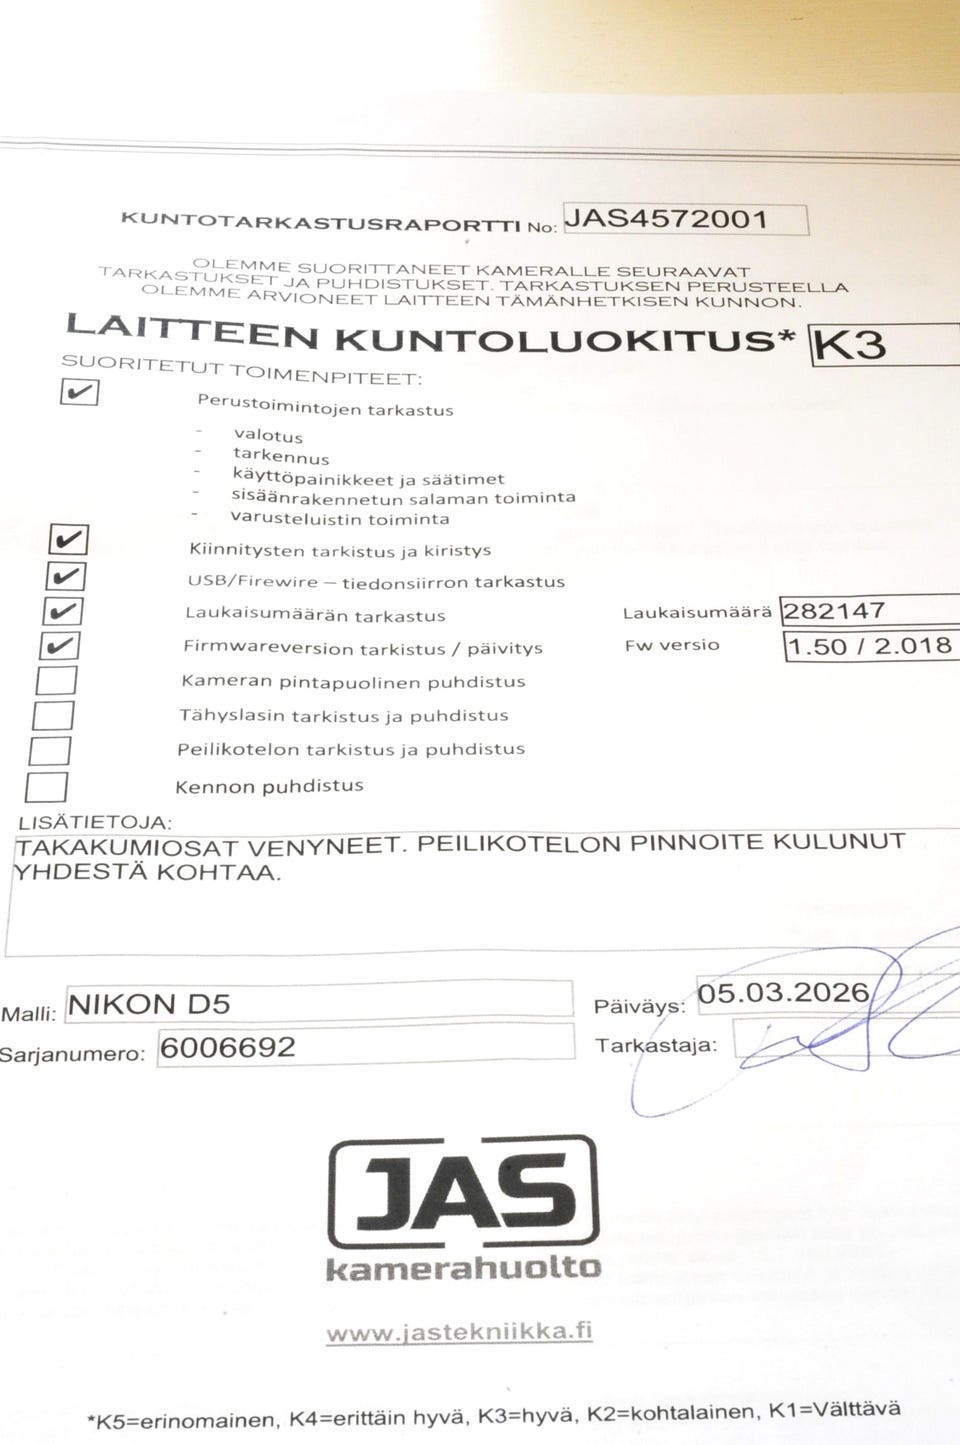 KUNTOTARKASTUSRAPORTTI No: JAS4572001
OLEMME SUORITTANEET KAMERALLE SEURAAVAT
TARKASTUKSET JA PUHDISTUKSET. TARKASTUKSEN PERUSTEELLA
OLEMME ARVIONEET LAITTEEN TÄMÄNHETKISEN KUNNON.
LAITTEEN KUNTOLUOKITUS* K3
SUORITETUT TOIMENPITEET:
Perustoimintojen tarkastus
- valotus
- tarkennus
- käyttöpainikkeet ja säätimet
- sisäänrakennetun salaman toiminta
- varusteluistin toiminta
Kiinnitysten tarkistus ja kiristys
USB/Firewire – tiedonsiirron tarkastus
Laukaisumäärän tarkastus Laukaisumäärä 282147
Firmwareversion tarkistus / päivitys Fw versio 1.50 / 2.018
Kameran pintapuolinen puhdistus
Tähyslasin tarkistus ja puhdistus
Peilikotelon tarkistus ja puhdistus
Kennon puhdistus
LISÄTIETOJA:
TAKAKUMIOSAT VENYNEET. PEILIKOTELON PINNOITE KULUNUT
YHDESTÄ KOHTAA.
Malli: NIKON D5 Päiväys: 05.03.2026
Sarjanumero: 6006692 Tarkastaja:
JAS
kamerahuolto
www.jastekniikka.fi
*K5=erinomainen, K4=erittäin hyvä, K3=hyvä, K2=kohtalainen, K1=Välttävä